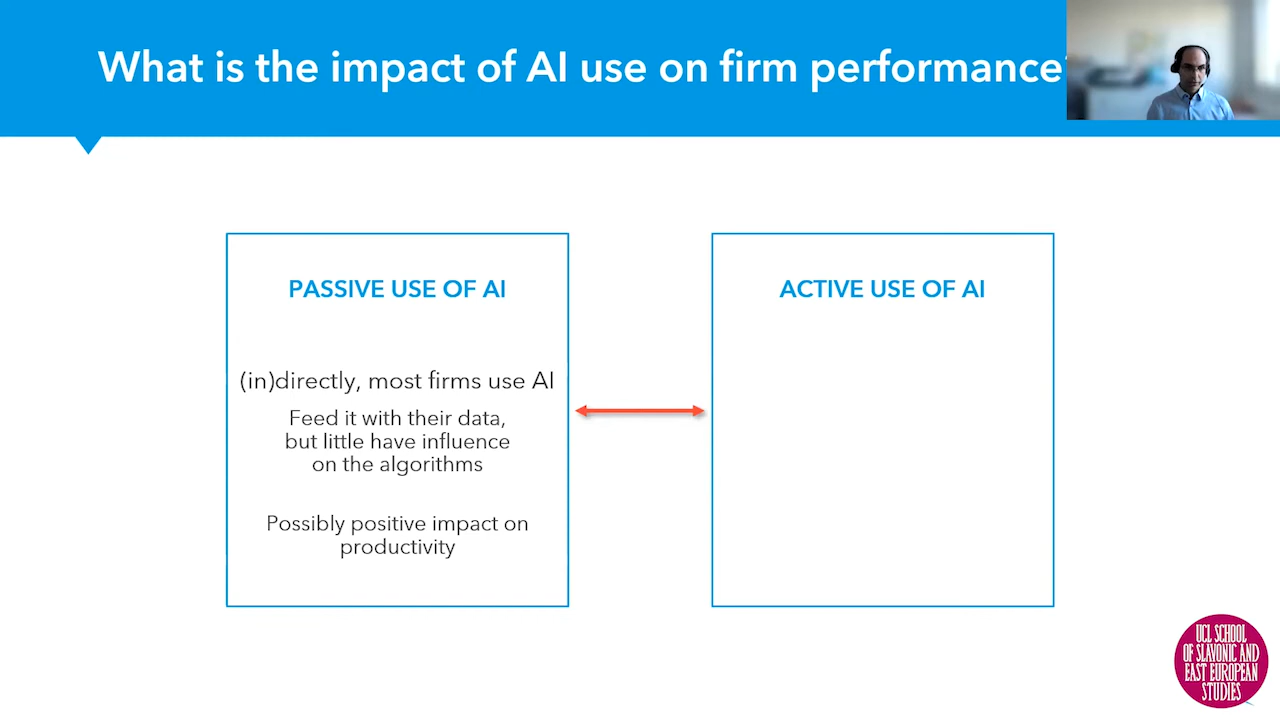 What is the impact of AI use on firm performance?
PASSIVE USE OF AI
(in)directly, most firms use AI
Feed it with their data,
but little have influence
on the algorithms
Possibly positive impact on
productivity
ACTIVE USE OF AI
UCL SCHOOL
OF SLAVONIC AND
EAST EUROPEAN
STUDIES